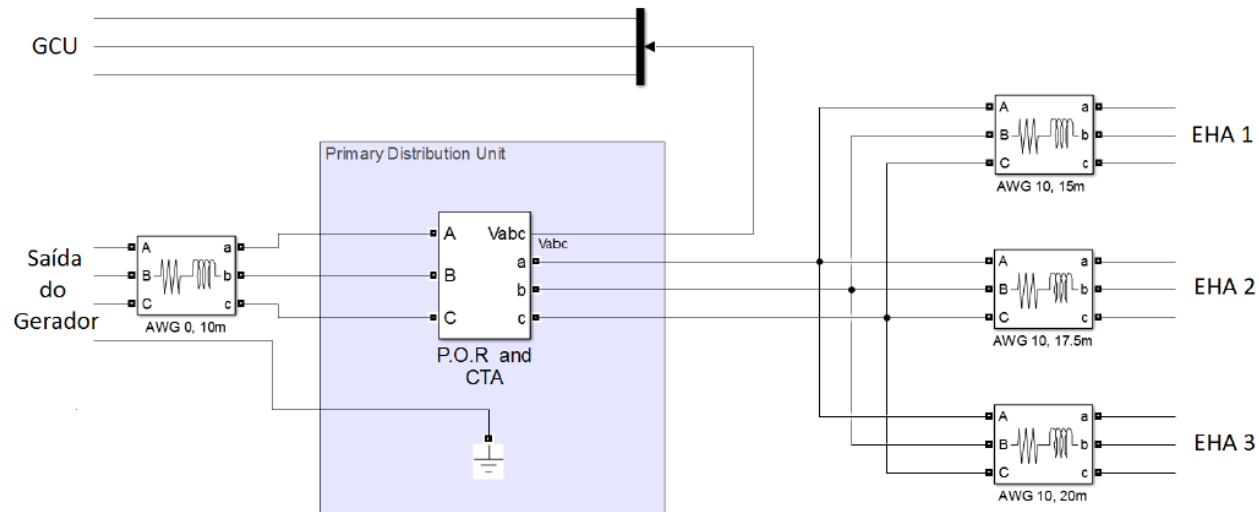 GCU
Primary Distribution Unit
Saída
do
Gerador
A a
B b
C c
AWG 0, 10m
A Vabc
B a
C b
c
Vabc
P.O.R and
CTA
A a
B b
C c
AWG 10, 15m
EHA 1
A a
B b
C c
AWG 10, 17.5m
EHA 2
A a
B b
C c
AWG 10, 20m
EHA 3